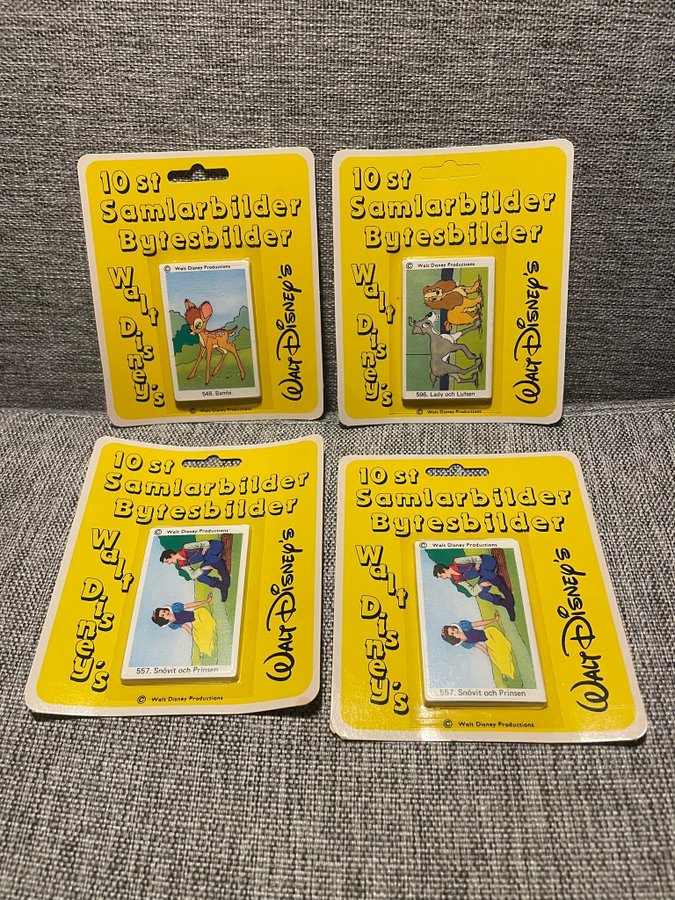 10 st
Samlarbilder
Bytesbilder
Walt Disney's
© Walt Disney Productions
548. Bambi
Walt Disney's
© Walt Disney Productions
10 st
Samlarbilder
Bytesbilder
Walt Disney's
© Walt Disney Productions
596. Lady och Lufsen
Walt Disney's
© Walt Disney Productions
10 st
Samlarbilder
Bytesbilder
Walt Disney's
© Walt Disney Productions
557. Snövit och Prinsen
Walt Disney's
© Walt Disney Productions
10 st
Samlarbilder
Bytesbilder
Walt Disney's
© Walt Disney Productions
557. Snövit och Prinsen
Walt Disney's
© Walt Disney Productions